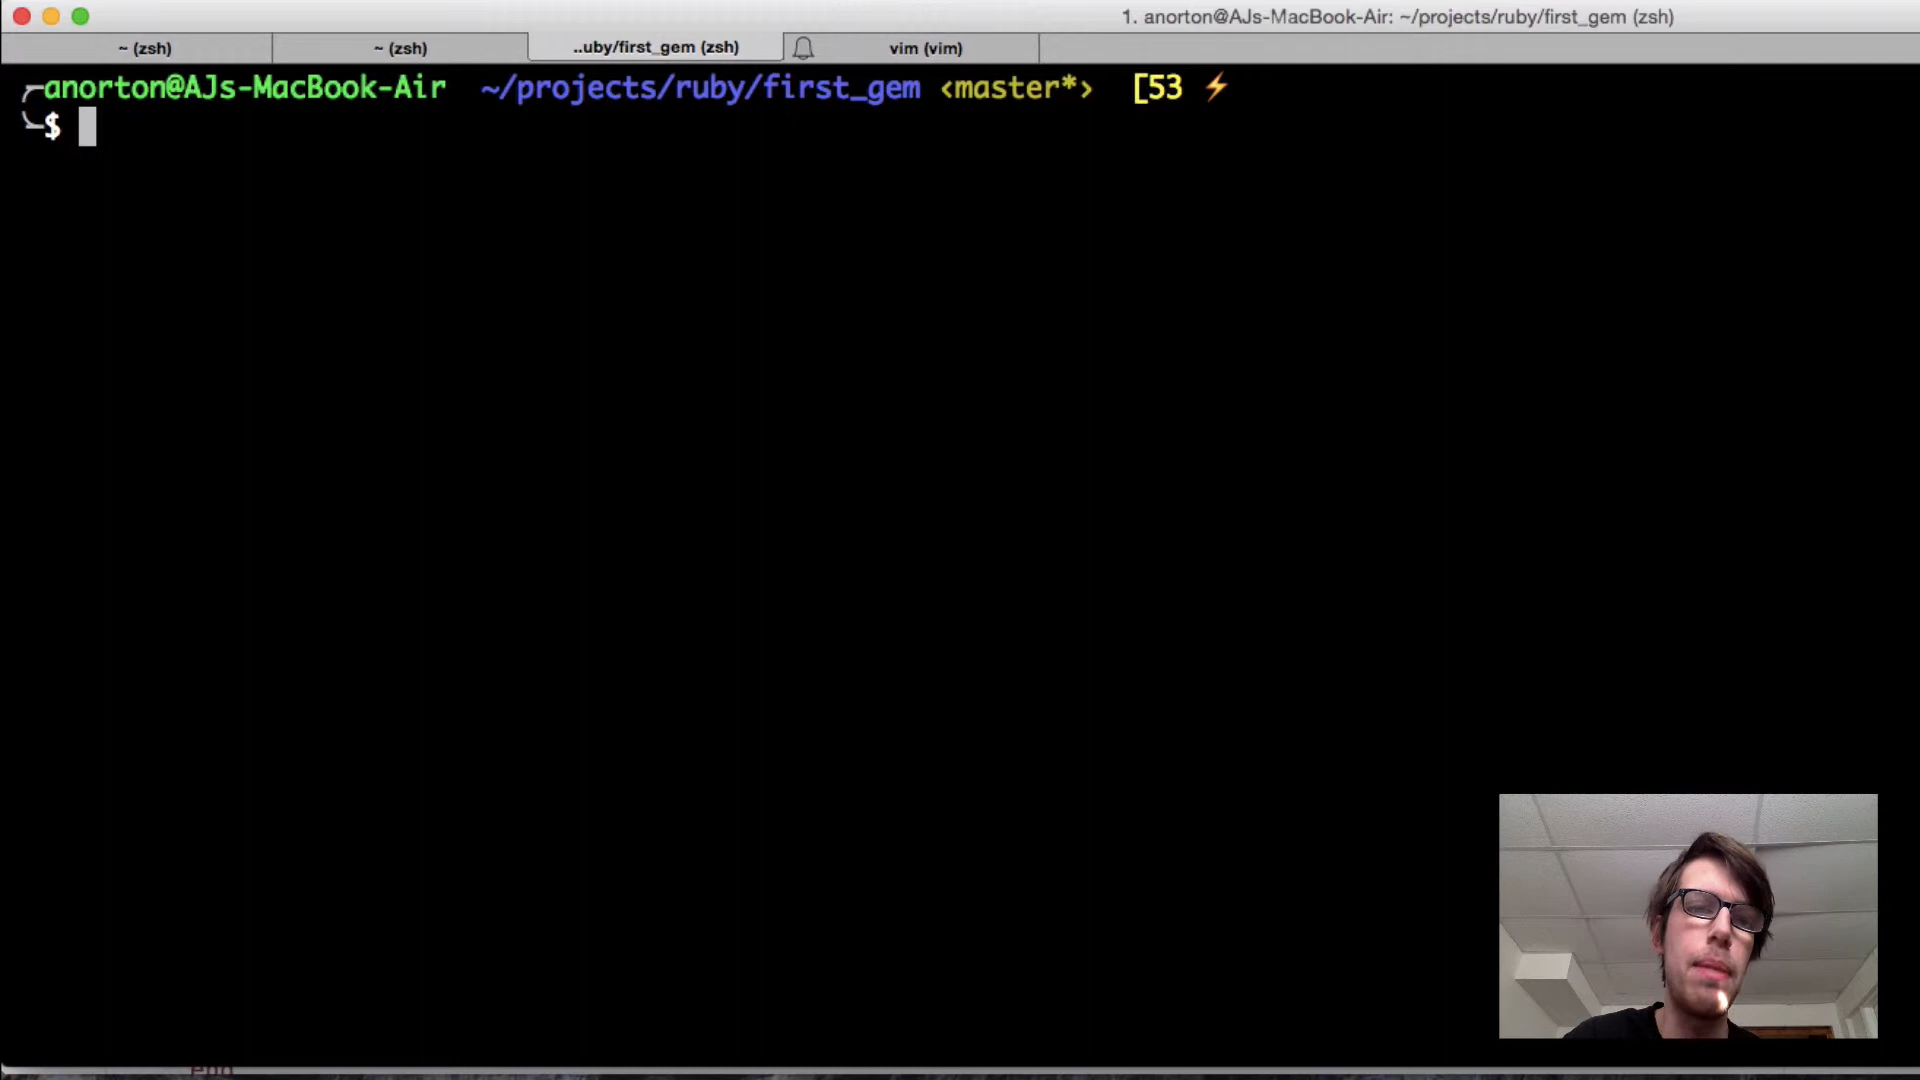 1. anorton@AJs-MacBook-Air: ~/projects/ruby/first_gem (zsh)
~ (zsh) ~ (zsh) ..uby/first_gem (zsh) vim (vim)
anorton@AJs-MacBook-Air ~/projects/ruby/first_gem ‹master*› [53 ⚡
$
end